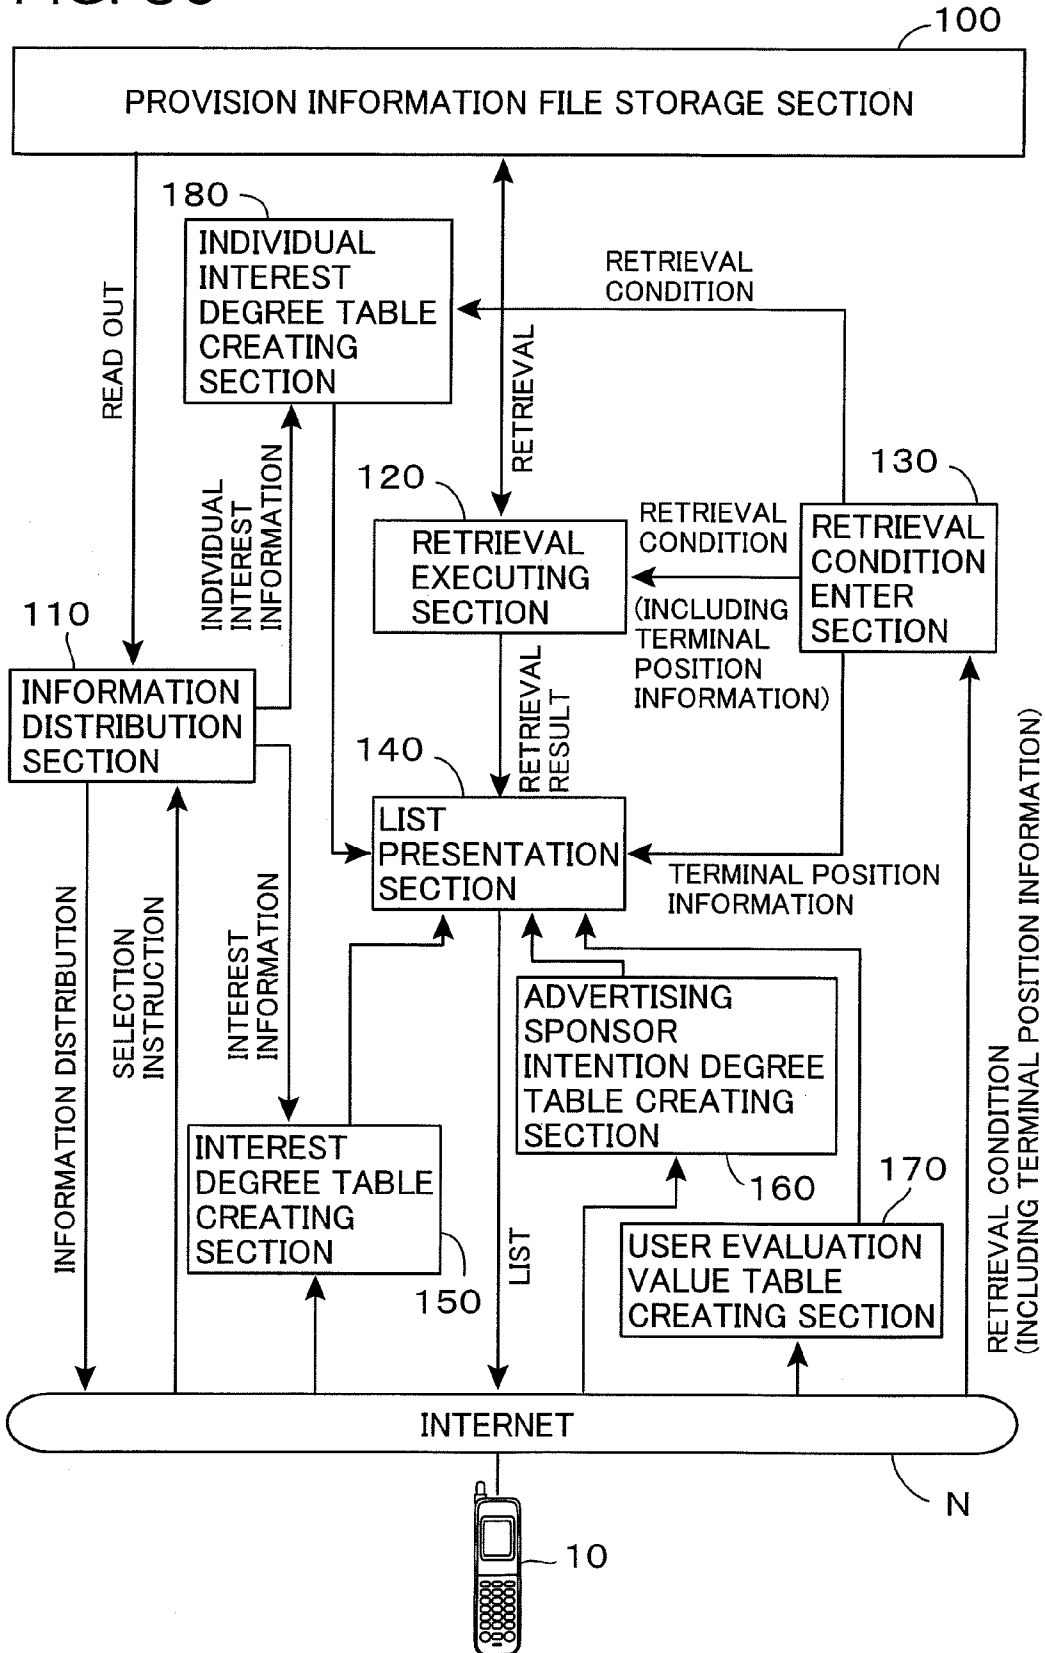 100
PROVISION INFORMATION FILE STORAGE SECTION
180
INDIVIDUAL
INTEREST
DEGREE TABLE
CREATING
SECTION
RETRIEVAL
CONDITION
READ OUT
RETRIEVAL
INDIVIDUAL
INTEREST
INFORMATION
120
RETRIEVAL
EXECUTING
SECTION
RETRIEVAL
CONDITION
(INCLUDING
TERMINAL
POSITION
INFORMATION)
130
RETRIEVAL
CONDITION
ENTER
SECTION
110
INFORMATION
DISTRIBUTION
SECTION
RETRIEVAL
RESULT
140
LIST
PRESENTATION
SECTION
TERMINAL POSITION
INFORMATION
INFORMATION DISTRIBUTION
SELECTION
INSTRUCTION
INTEREST
INFORMATION
ADVERTISING
SPONSOR
INTENTION DEGREE
TABLE CREATING
SECTION
160
INTEREST
DEGREE TABLE
CREATING
SECTION
150
LIST
170
USER EVALUATION
VALUE TABLE
CREATING SECTION
RETRIEVAL CONDITION
(INCLUDING TERMINAL POSITION INFORMATION)
INTERNET
N
10